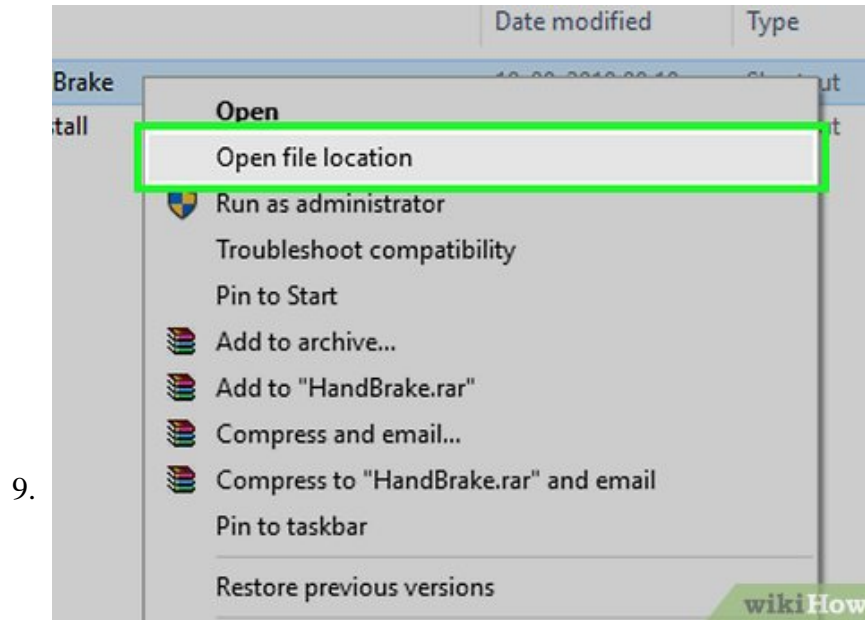 Date modified Type
Brake
Open
tall
Open file location
Run as administrator
Troubleshoot compatibility
Pin to Start
Add to archive...
Add to "HandBrake.rar"
Compress and email...
9. Compress to "HandBrake.rar" and email
Pin to taskbar
Restore previous versions
wikiHow